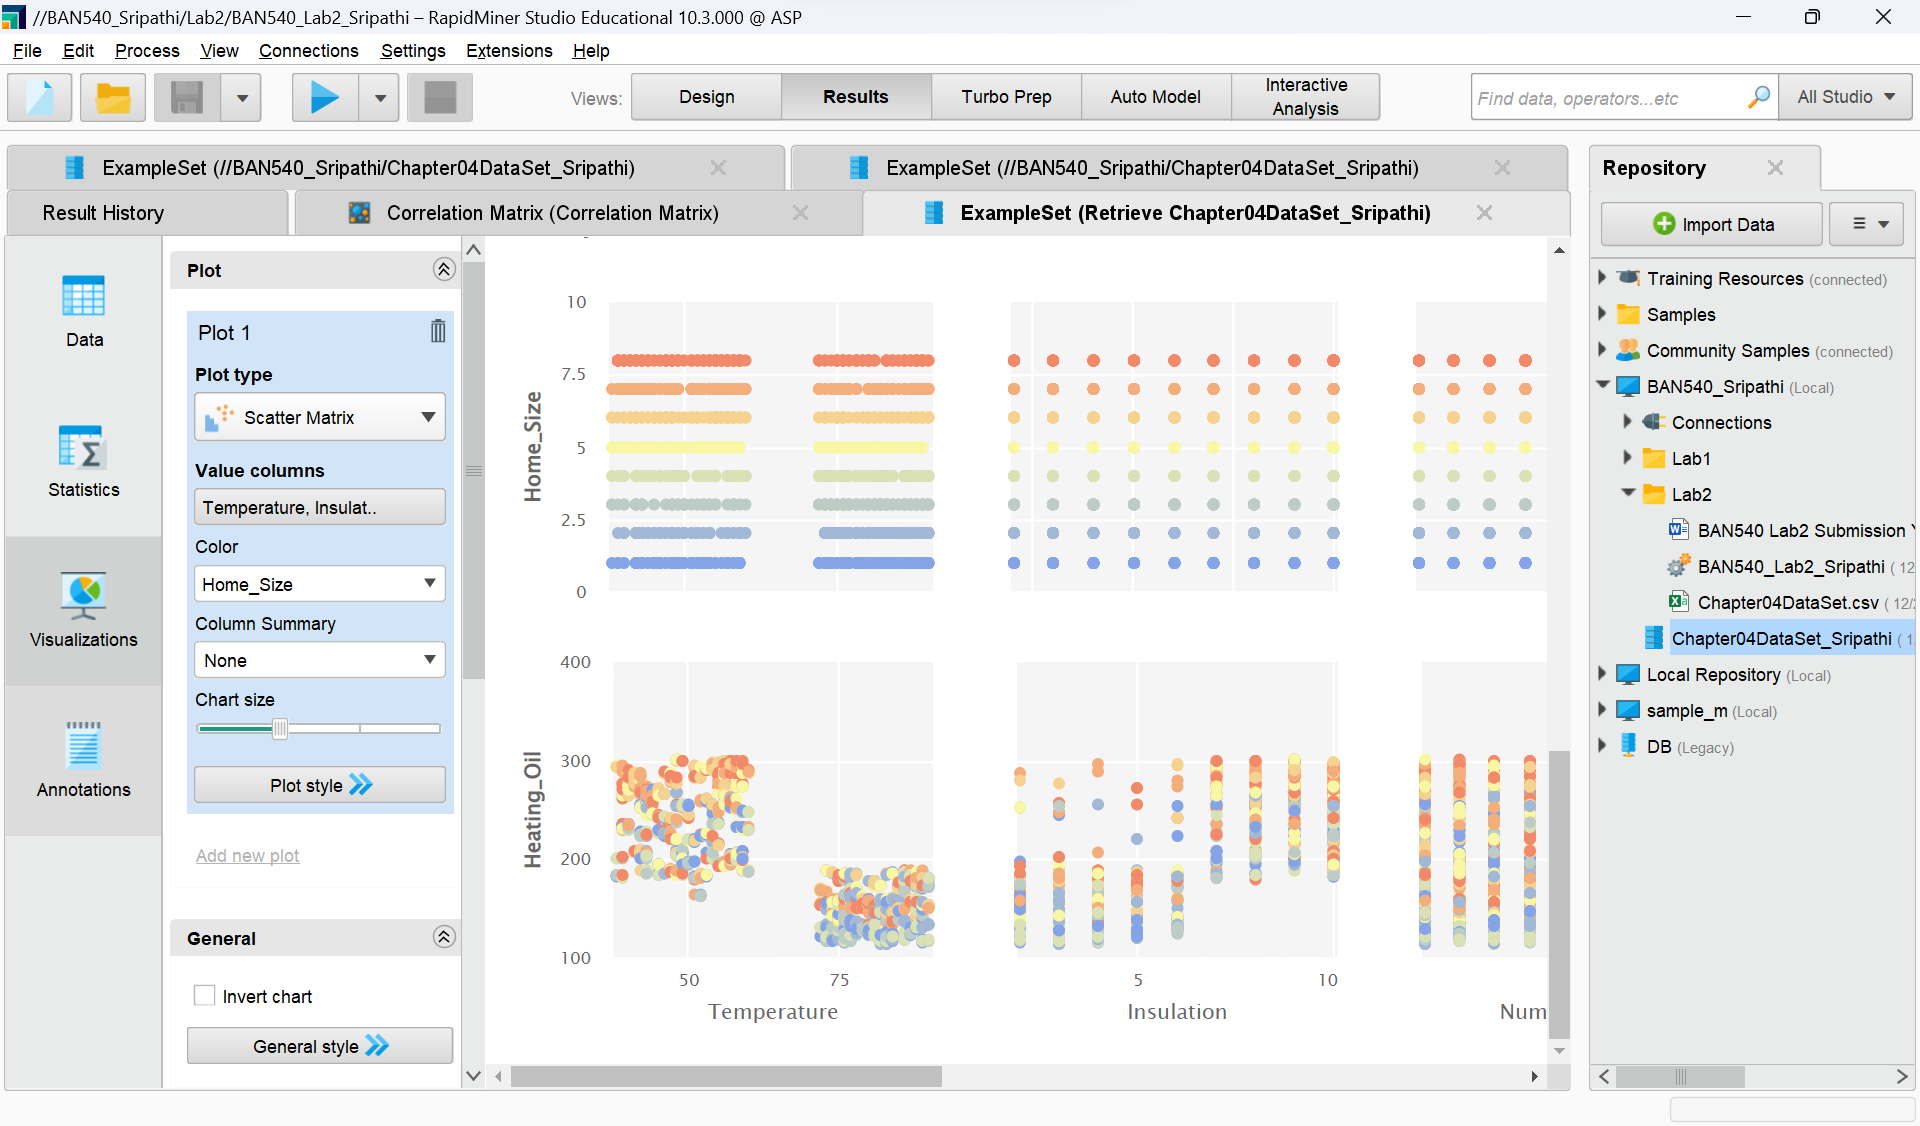 //BAN540_Sripathi/Lab2/BAN540_Lab2_Sripathi – RapidMiner Studio Educational 10.3.000 @ ASP
File Edit Process View Connections Settings Extensions Help
Views: Design Results Turbo Prep Auto Model Interactive Analysis
Find data, operators...etc
All Studio
ExampleSet (//BAN540_Sripathi/Chapter04DataSet_Sripathi)
ExampleSet (//BAN540_Sripathi/Chapter04DataSet_Sripathi)
Result History
Correlation Matrix (Correlation Matrix)
ExampleSet (Retrieve Chapter04DataSet_Sripathi)
Data
Statistics
Visualizations
Annotations
Plot
Plot 1
Plot type
Scatter Matrix
Value columns
Temperature, Insulat..
Color
Home_Size
Column Summary
None
Chart size
Plot style
Add new plot
General
Invert chart
General style
Home_Size
10
7.5
5
2.5
0
Heating_Oil
400
300
200
100
50
75
Temperature
5
10
Insulation
Num
Repository
Import Data
Training Resources (connected)
Samples
Community Samples (connected)
BAN540_Sripathi (Local)
Connections
Lab1
Lab2
BAN540 Lab2 Submission
BAN540_Lab2_Sripathi ( 12
Chapter04DataSet.csv ( 12/
Chapter04DataSet_Sripathi ( 1
Local Repository (Local)
sample_m (Local)
DB (Legacy)